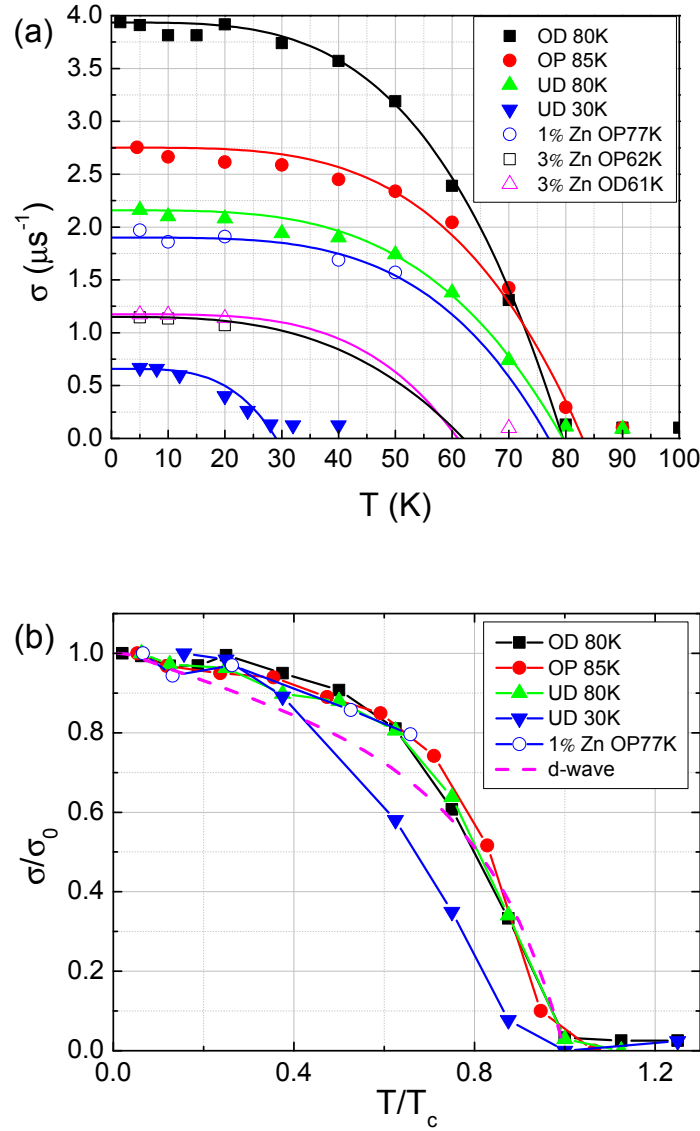 (a)
4.0
3.5
3.0
2.5
2.0
1.5
1.0
0.5
0.0
σ (μs⁻¹)
OD 80K
OP 85K
UD 80K
UD 30K
1% Zn OP77K
3% Zn OP62K
3% Zn OD61K
0 10 20 30 40 50 60 70 80 90 100
T (K)
(b)
1.0
0.8
0.6
0.4
0.2
0.0
σ/σ₀
OD 80K
OP 85K
UD 80K
UD 30K
1% Zn OP77K
d-wave
0.0 0.4 0.8 1.2
T/T_c